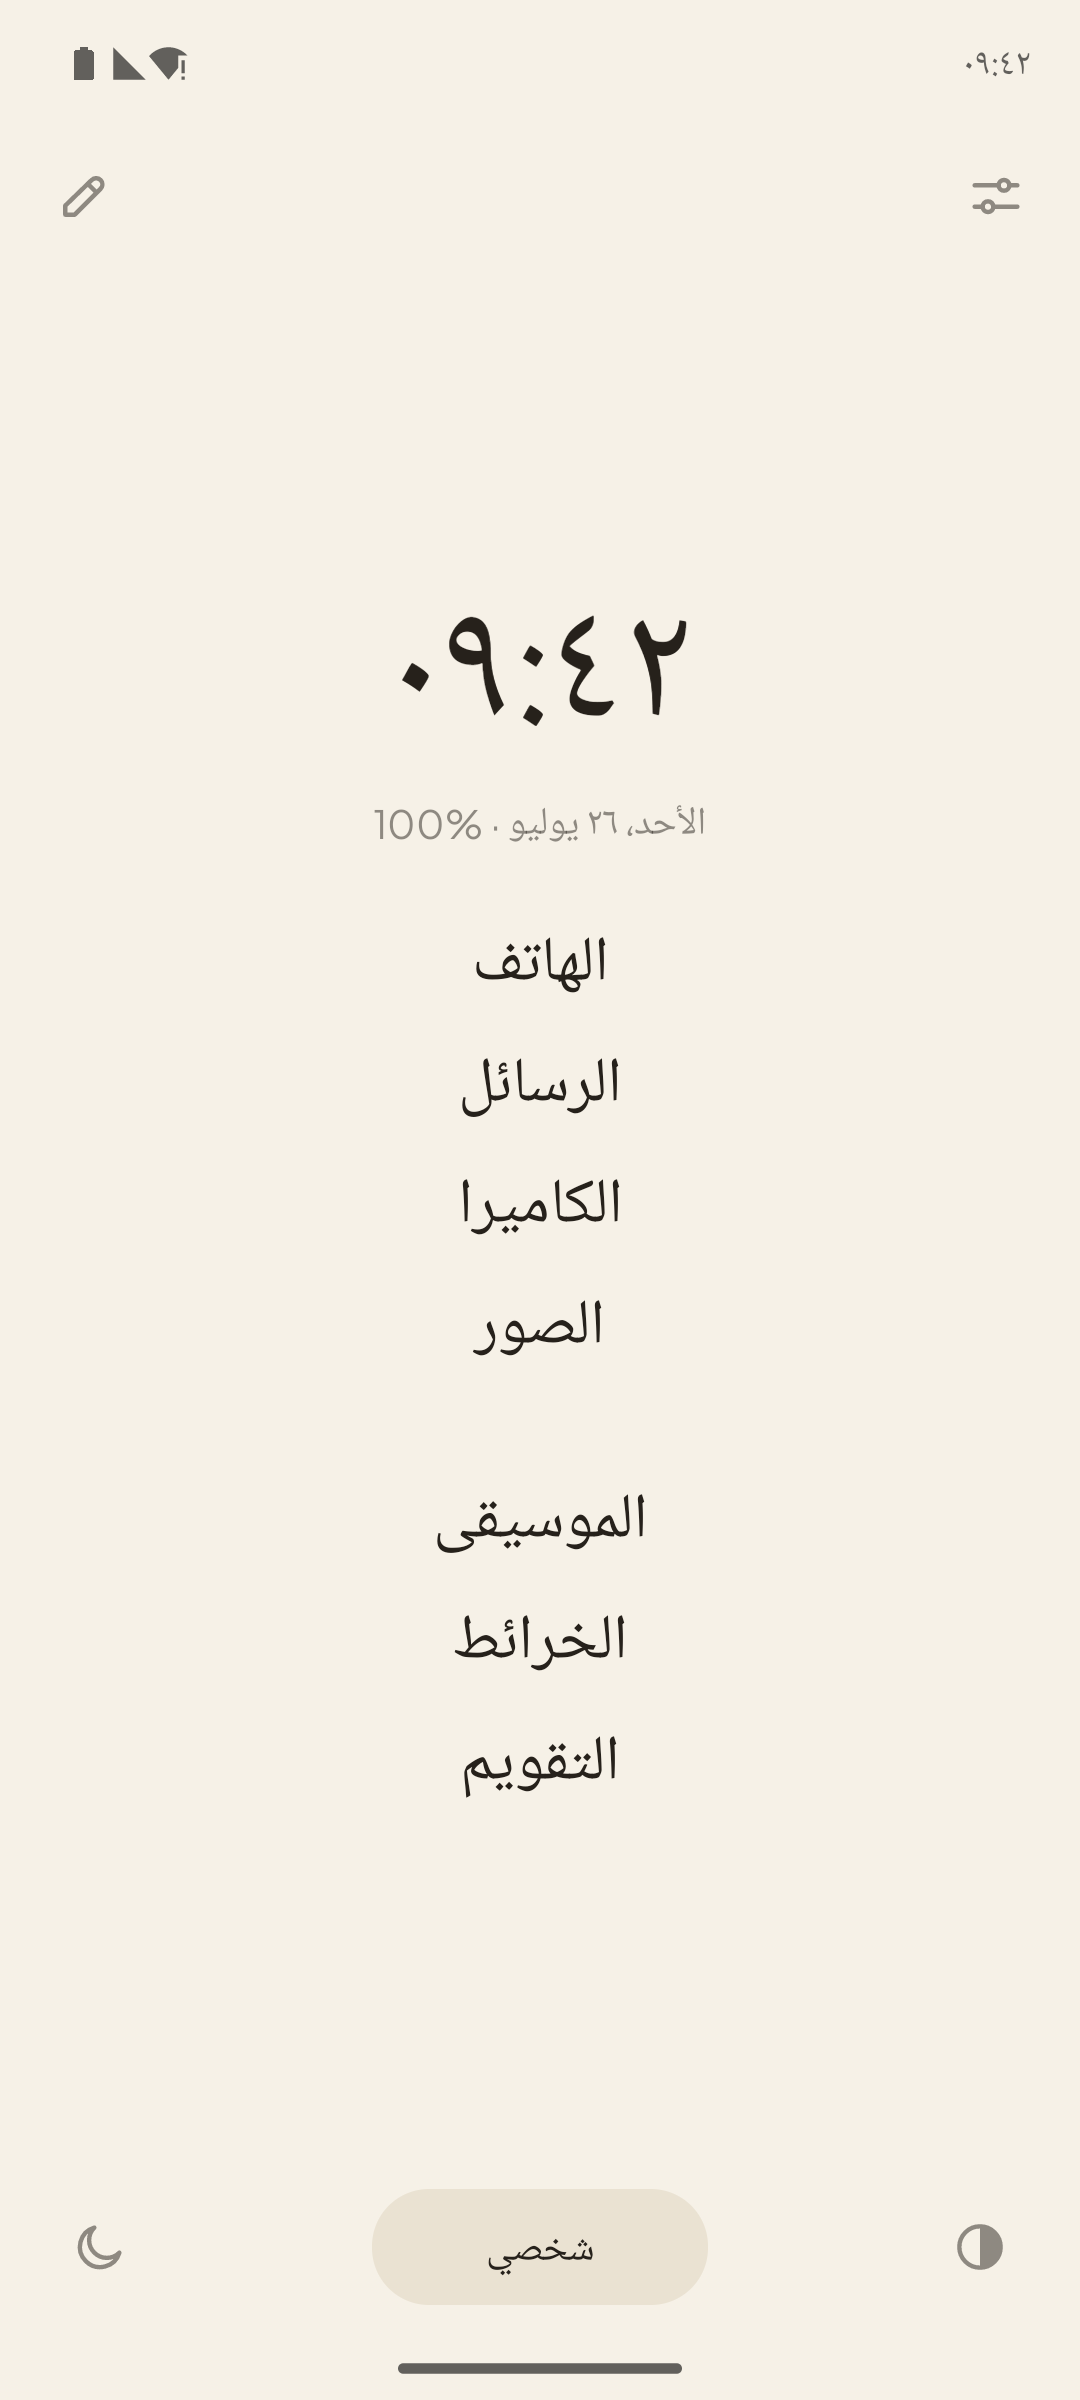 ٠٩:٤٢
٠٩:٤٢
الأحد، ٢٦ يوليو · 100%
الهاتف
الرسائل
الكاميرا
الصور
الموسيقى
الخرائط
التقويم
شخصي